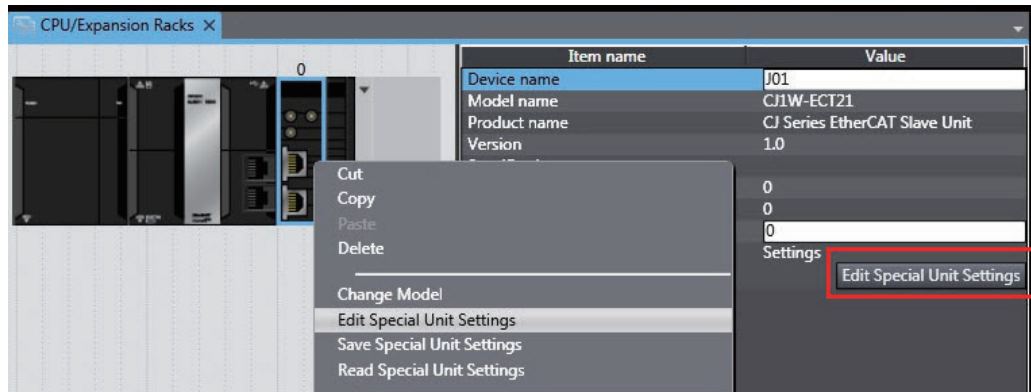 CPU/Expansion Racks
Item name Value
0
Device name J01
Model name CJ1W-ECT21
Product name CJ Series EtherCAT Slave Unit
Version 1.0
0
0
0
Settings
Edit Special Unit Settings
Cut
Copy
Paste
Delete
Change Model
Edit Special Unit Settings
Save Special Unit Settings
Read Special Unit Settings